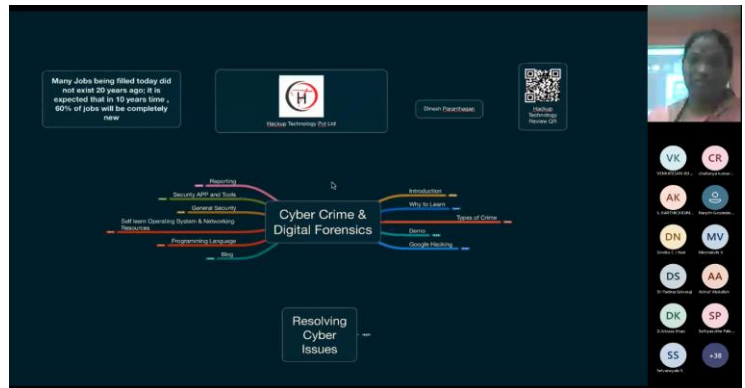 Many Jobs being filled today did
not exist 20 years ago; it is
expected that in 10 years time ,
60% of jobs will be completely
new
H
Hackup Technology Pvt Ltd
Dinesh Paranthagan
Hackup
Technology
Review QR
Reporting
Security APP and Tools
General Security
Self learn Operating System & Networking
Resources
Programming Language
Blog
Cyber Crime &
Digital Forensics
Introduction
Why to Learn
Types of Crime
Demo
Google Hacking
Resolving
Cyber
Issues
VK
CR
AK
DN
MV
DS
AA
Ashraf Abdullah
DK
SP
SS
+38